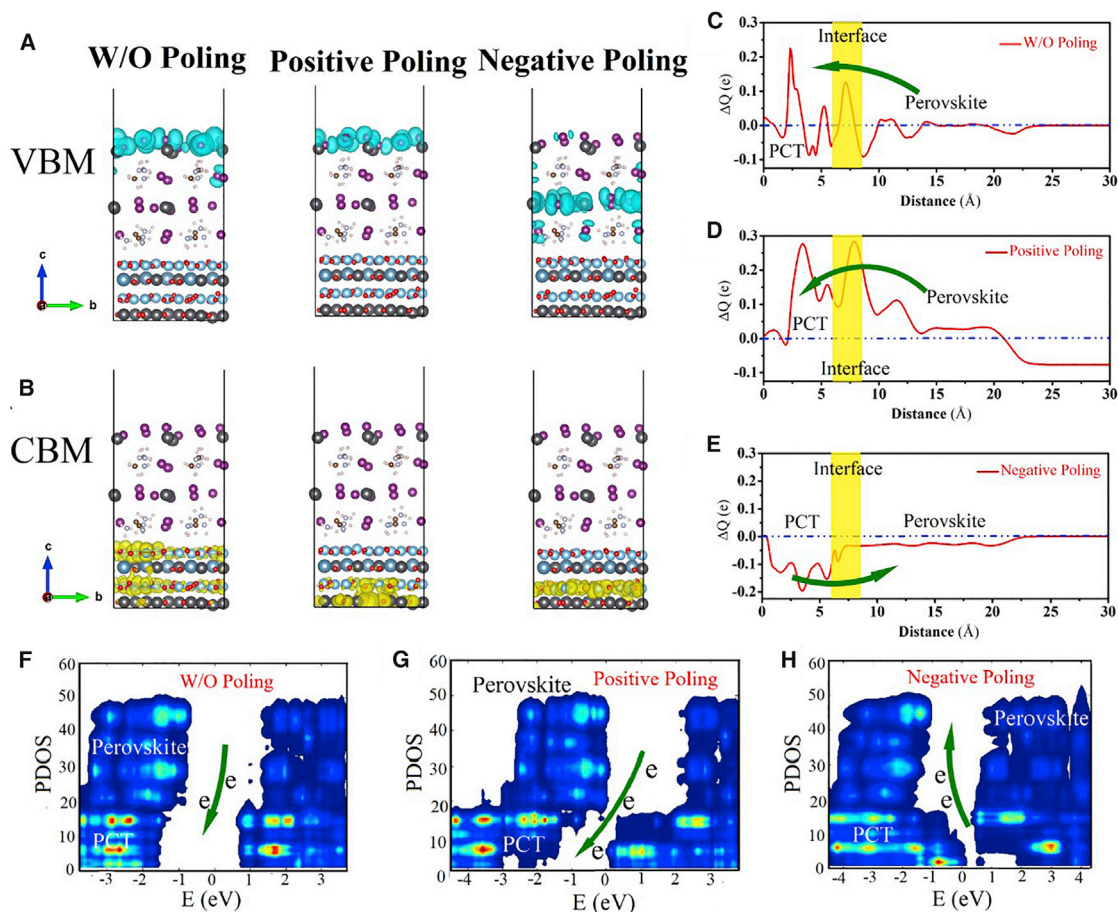 A
W/O Poling
Positive Poling
Negative Poling
VBM
c
a
b
B
CBM
c
a
b
C
0.3
0.2
0.1
0.0
-0.1
ΔQ (e)
Interface
W/O Poling
Perovskite
PCT
0 5 10 15 20 25 30
Distance (Å)
D
0.3
0.2
0.1
0.0
-0.1
ΔQ (e)
Positive Poling
Perovskite
PCT
Interface
0 5 10 15 20 25 30
Distance (Å)
E
0.2
0.1
0.0
-0.1
-0.2
ΔQ (e)
Interface
Negative Poling
PCT
Perovskite
0 5 10 15 20 25 30
Distance (Å)
F
60
50
40
30
20
10
0
PDOS
W/O Poling
Perovskite
e
e
PCT
-4 -3 -2 -1 0 1 2 3
E (eV)
G
60
50
40
30
20
10
0
PDOS
Perovskite
Positive Poling
e
e
PCT
e
-4 -3 -2 -1 0 1 2 3
E (eV)
H
60
50
40
30
20
10
0
PDOS
Negative Poling
Perovskite
e
e
PCT
-4 -3 -2 -1 0 1 2 3 4
E (eV)